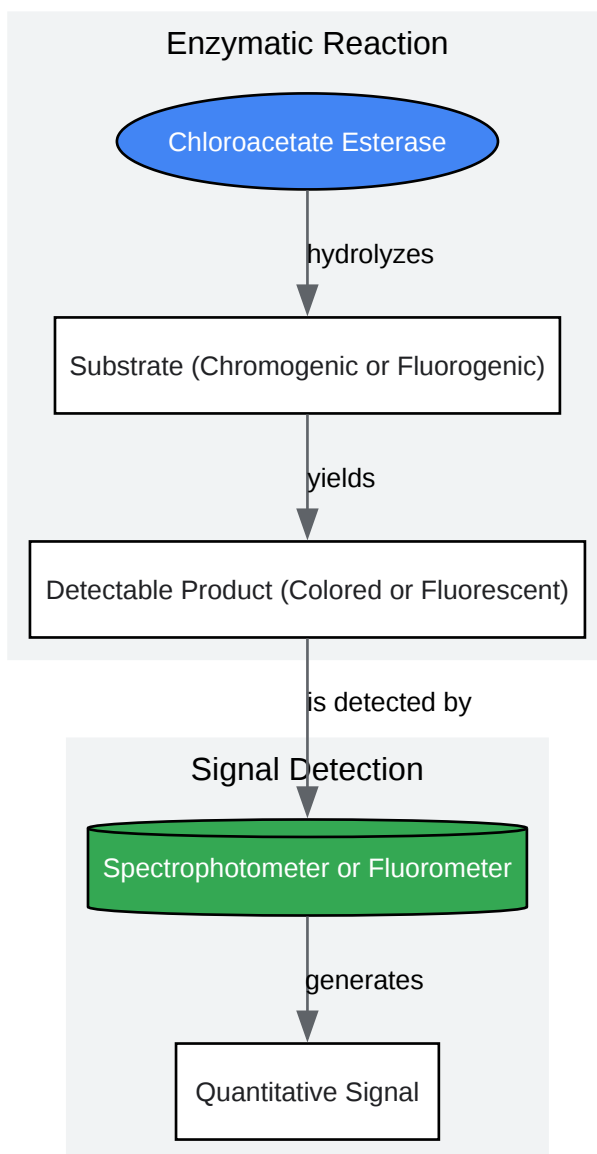 Enzymatic Reaction
Chloroacetate Esterase
hydrolyzes
Substrate (Chromogenic or Fluorogenic)
yields
Detectable Product (Colored or Fluorescent)
is detected by
Signal Detection
Spectrophotometer or Fluorometer
generates
Quantitative Signal